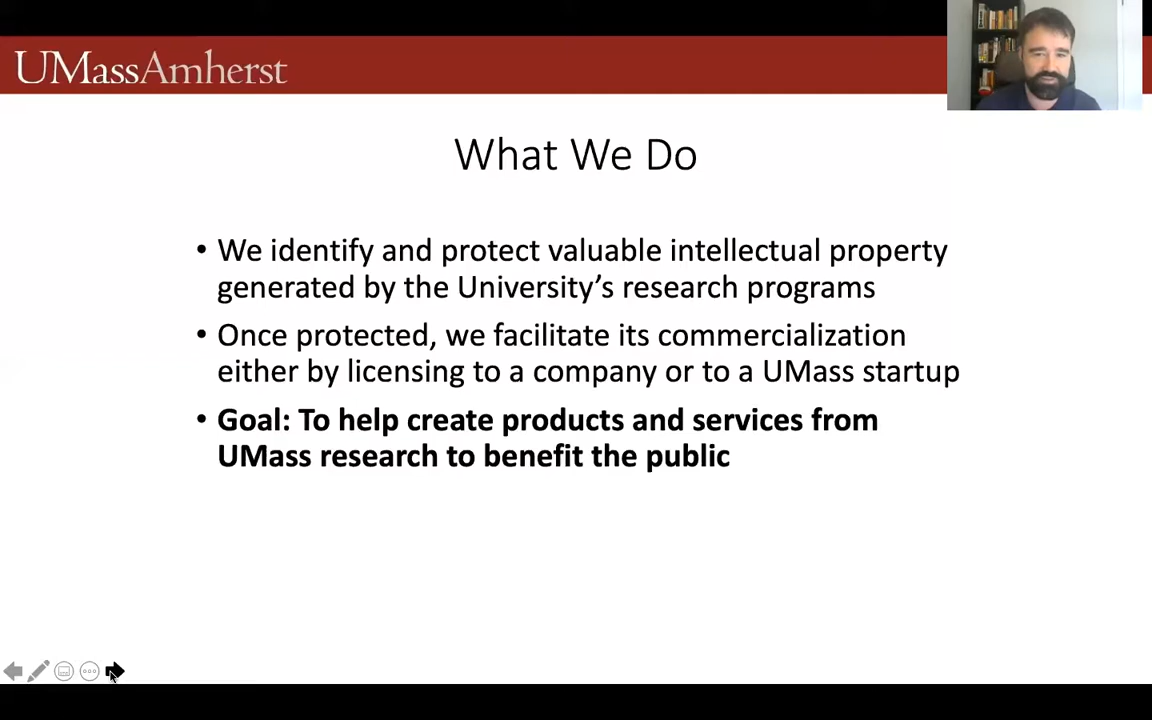 UMassAmherst
What We Do
• We identify and protect valuable intellectual property
generated by the University’s research programs
• Once protected, we facilitate its commercialization
either by licensing to a company or to a UMass startup
• Goal: To help create products and services from
UMass research to benefit the public